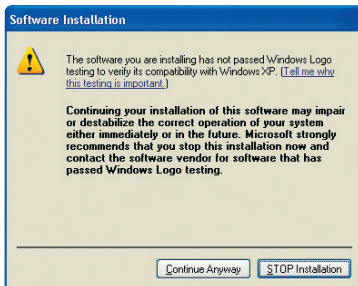 Software Installation
The software you are installing has not passed Windows Logo
testing to verify its compatibility with Windows XP. (Tell me why
this testing is important.)
Continuing your installation of this software may impair
or destabilize the correct operation of your system
either immediately or in the future. Microsoft strongly
recommends that you stop this installation now and
contact the software vendor for software that has
passed Windows Logo testing.
Continue Anyway STOP Installation